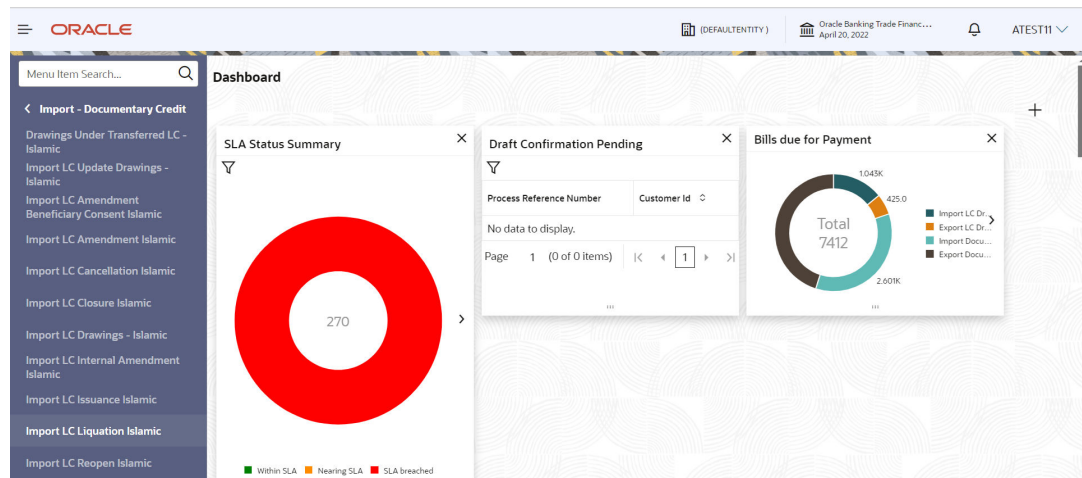 ORACLE
(DEFAULTENTITY )
Oracle Banking Trade Financ...
April 20, 2022
ATEST11
Menu Item Search...
Import - Documentary Credit
Drawings Under Transferred LC -
Islamic
Import LC Update Drawings -
Islamic
Import LC Amendment
Beneficiary Consent Islamic
Import LC Amendment Islamic
Import LC Cancellation Islamic
Import LC Closure Islamic
Import LC Drawings - Islamic
Import LC Internal Amendment
Islamic
Import LC Issuance Islamic
Import LC Liquation Islamic
Import LC Reopen Islamic
Dashboard
SLA Status Summary
270
Within SLA Nearing SLA SLA breached
Draft Confirmation Pending
Process Reference Number Customer Id
No data to display.
Page 1 (0 of 0 items) 1
Bills due for Payment
1.043K
425.0
Total
7412
2.601K
Import LC Dr...
Export LC Dr...
Import Docu...
Export Docu...